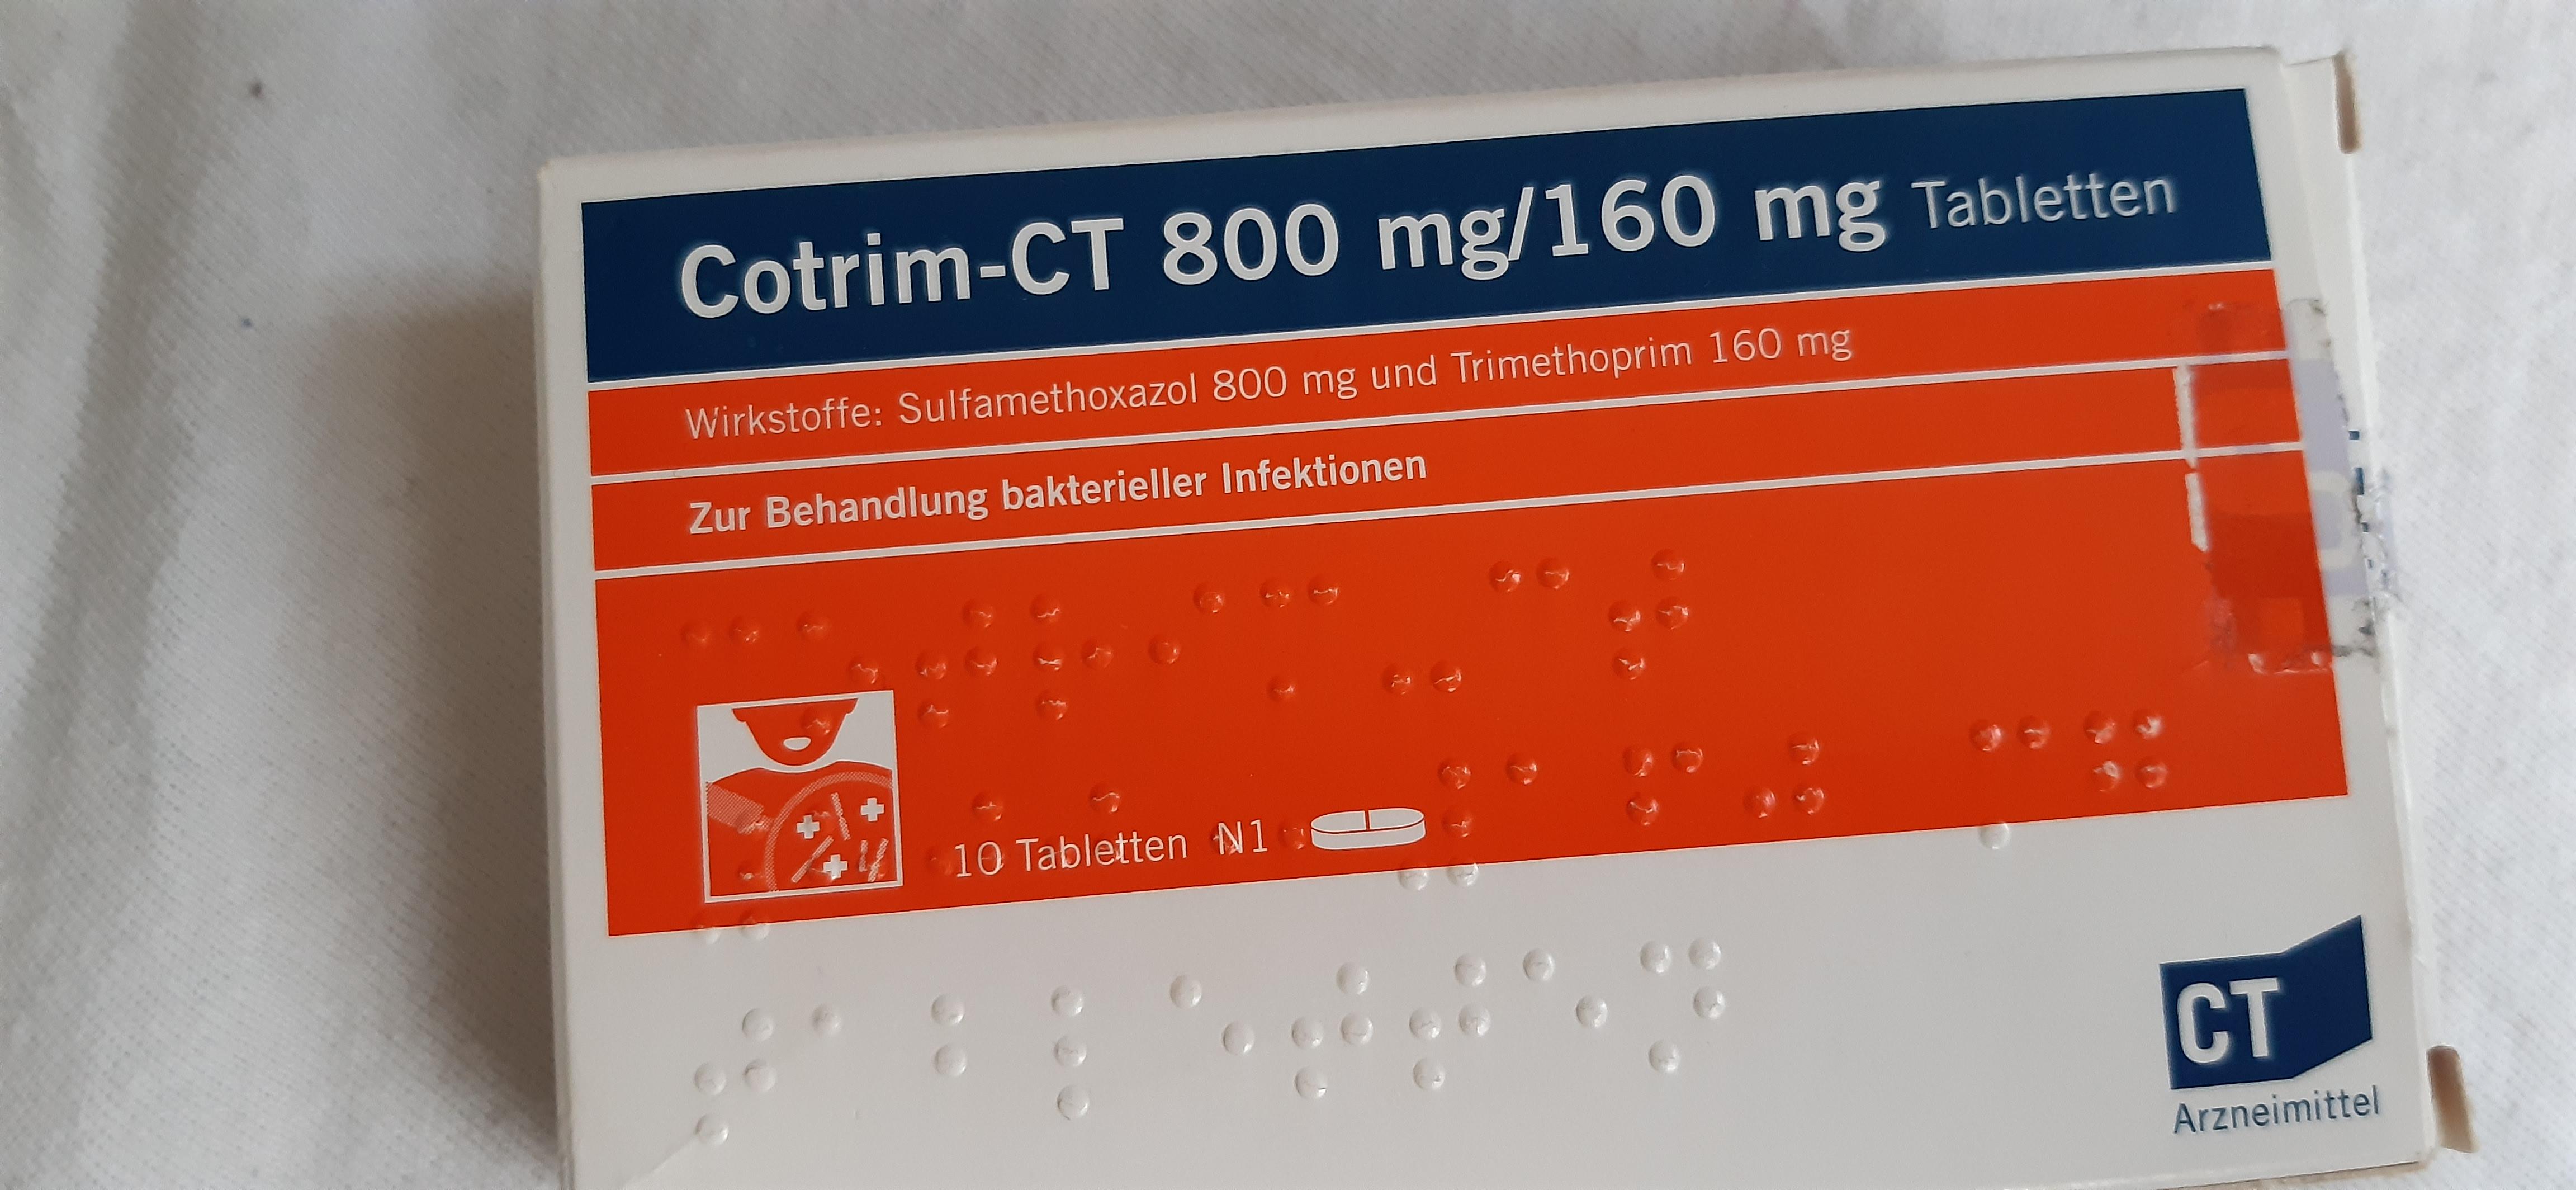 Cotrim-CT 800 mg/160 mg Tabletten
Wirkstoffe: Sulfamethoxazol 800 mg und Trimethoprim 160 mg
Zur Behandlung bakterieller Infektionen
10 Tabletten N1
CT
Arzneimittel